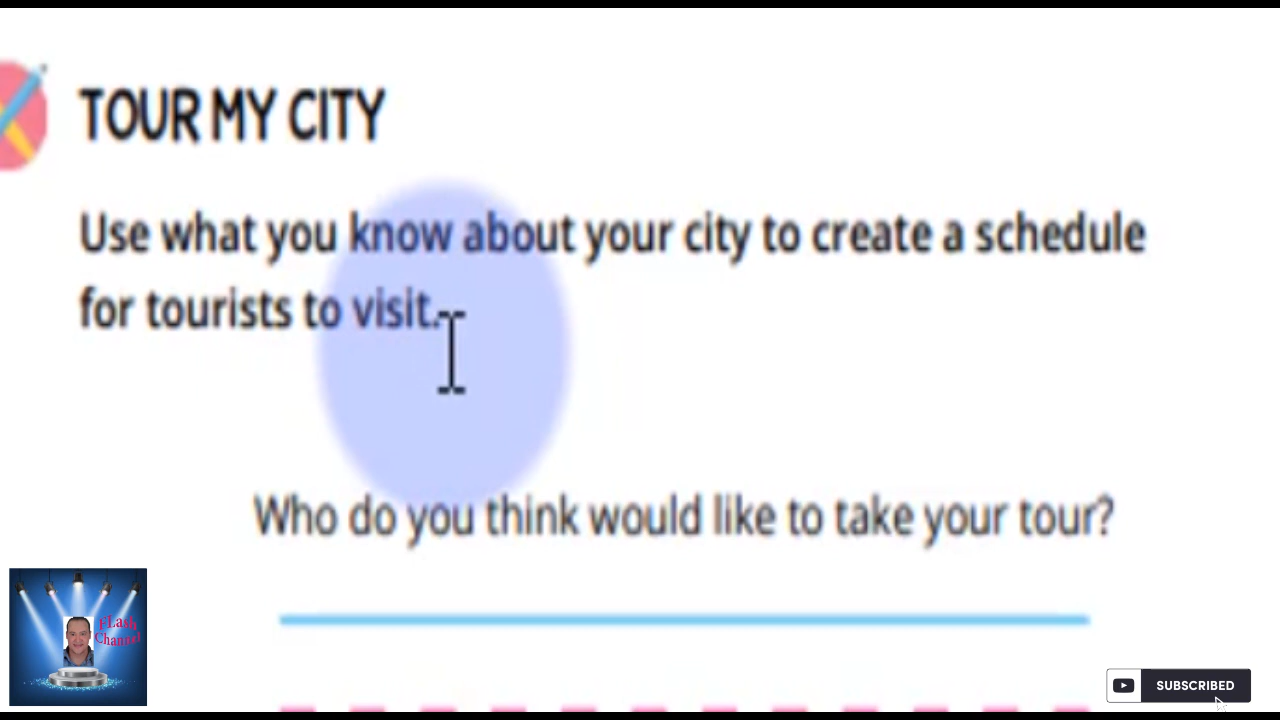 TOUR MY CITY
Use what you know about your city to create a schedule
for tourists to visit.
Who do you think would like to take your tour?
FLash
Channel
SUBSCRIBED